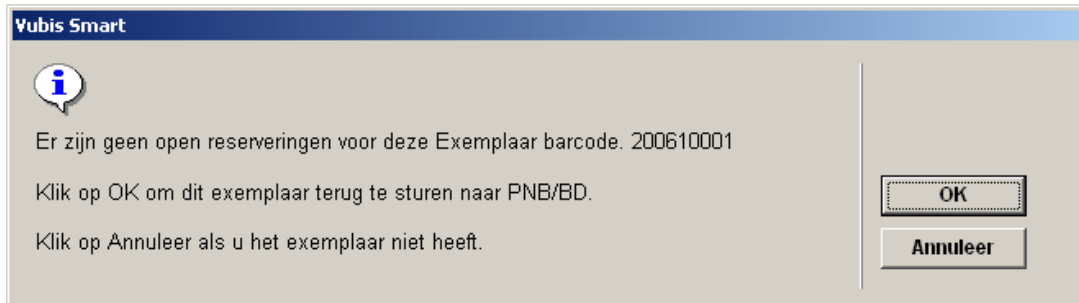 Vubis Smart
Er zijn geen open reserveringen voor deze Exemplaar barcode. 200610001
Klik op OK om dit exemplaar terug te sturen naar PNB/BD.
Klik op Annuleer als u het exemplaar niet heeft.
OK
Annuleer